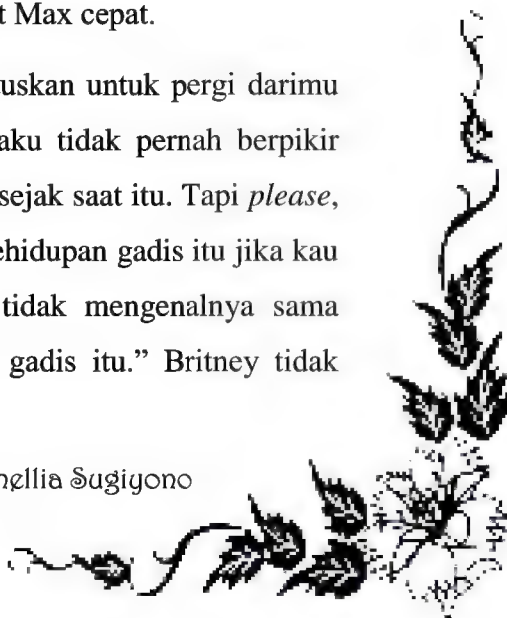 t Max cepat.
uskan untuk pergi darimu
aku tidak pernah berpikir
sejak saat itu. Tapi please,
ehidupan gadis itu jika kau
tidak mengenalnya sama
gadis itu.” Britney tidak
ellia Sugiyono